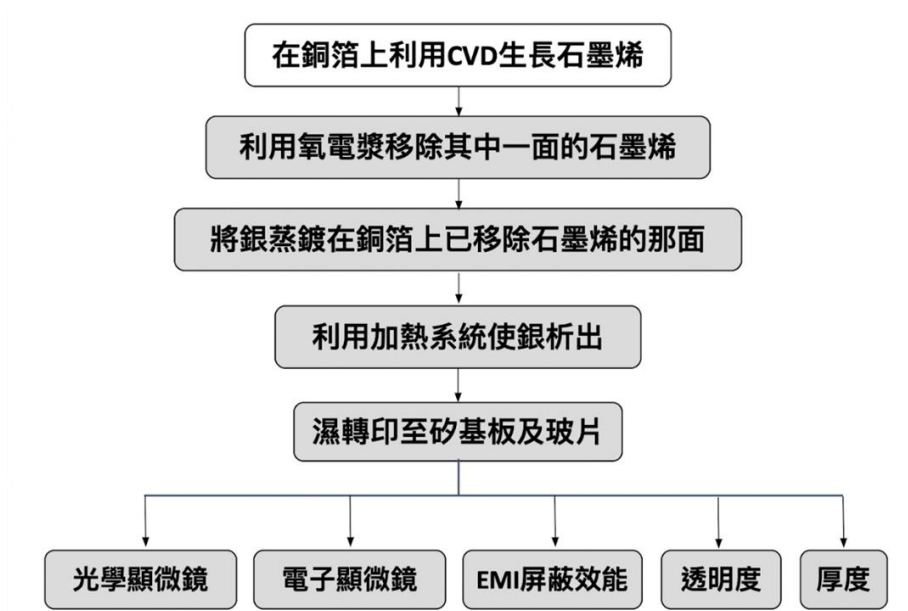 在銅箔上利用CVD生長石墨烯
利用氧電漿移除其中一面的石墨烯
將銀蒸鍍在銅箔上已移除石墨烯的那面
利用加熱系統使銀析出
濕轉印至矽基板及玻片
光學顯微鏡
電子顯微鏡
EMI屏蔽效能
透明度
厚度